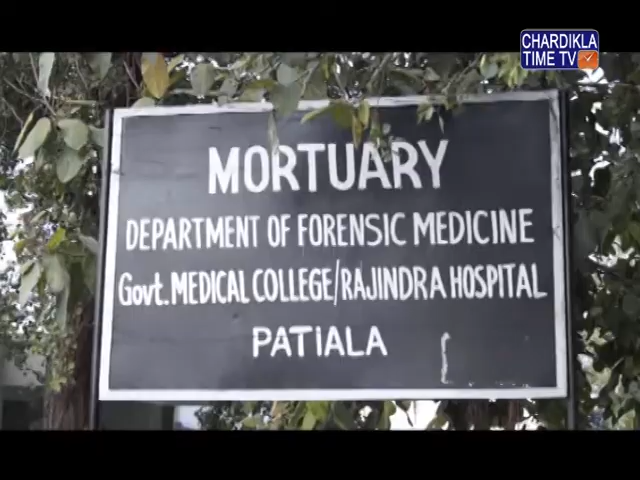 CHARDIKLA
TIME TV
MORTUARY
DEPARTMENT OF FORENSIC MEDICINE
Govt. MEDICAL COLLEGE/RAJINDRA HOSPITAL
PATiALA